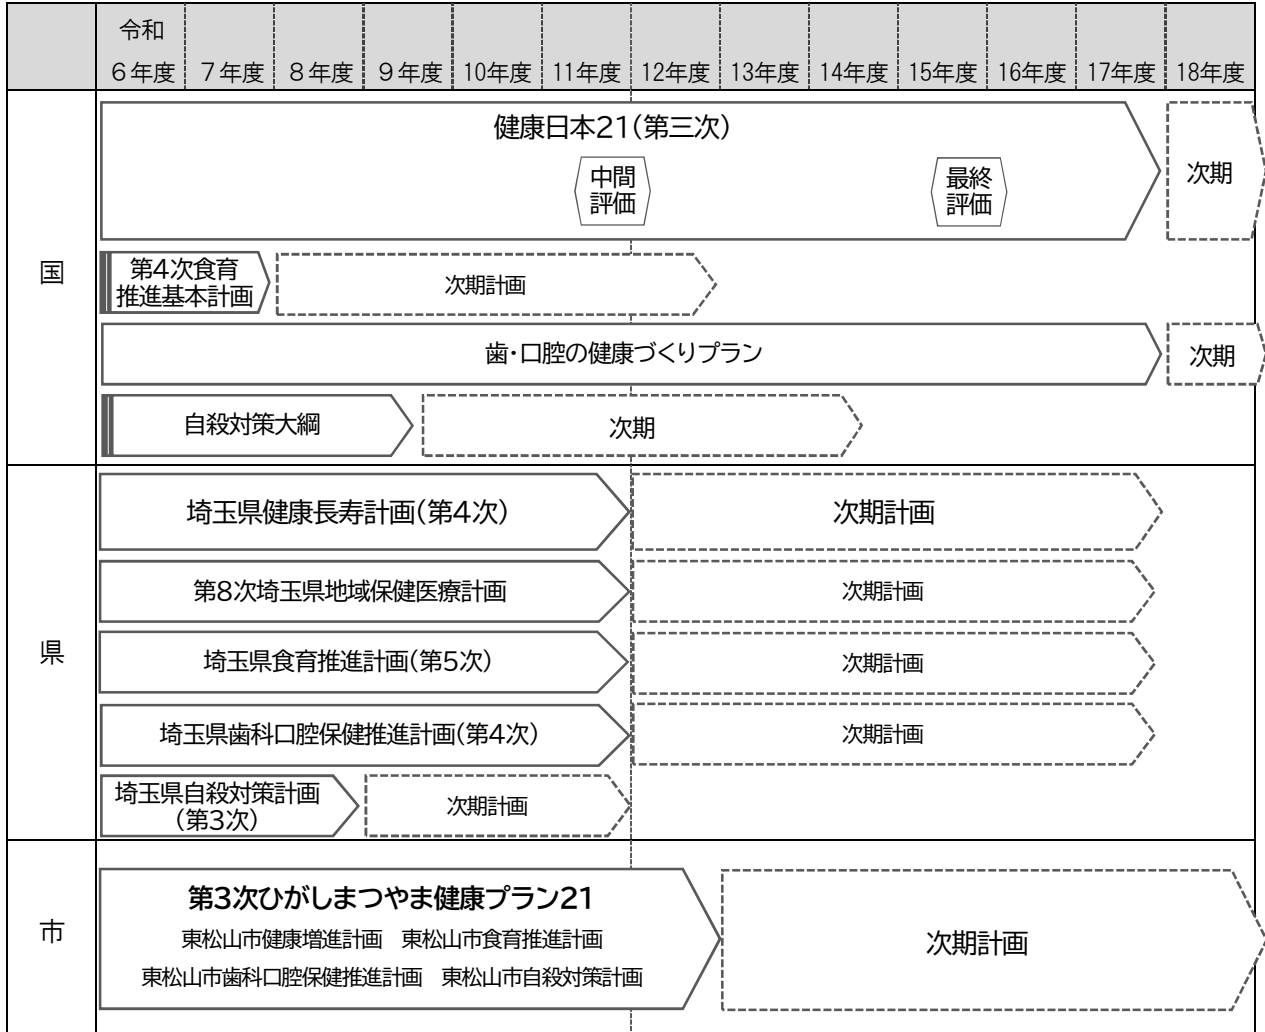 令和
6年度 7年度 8年度 9年度 10年度 11年度 12年度 13年度 14年度 15年度 16年度 17年度 18年度
国
健康日本21(第三次)
中間
評価
最終
評価
次期
第4次食育
推進基本計画
次期計画
歯・口腔の健康づくりプラン
次期
自殺対策大綱
次期
県
埼玉県健康長寿計画(第4次)
次期計画
第8次埼玉県地域保健医療計画
次期計画
埼玉県食育推進計画(第5次)
次期計画
埼玉県歯科口腔保健推進計画(第4次)
次期計画
埼玉県自殺対策計画
(第3次)
次期計画
市
第3次ひがしまつやま健康プラン21
東松山市健康増進計画 東松山市食育推進計画
東松山市歯科口腔保健推進計画 東松山市自殺対策計画
次期計画